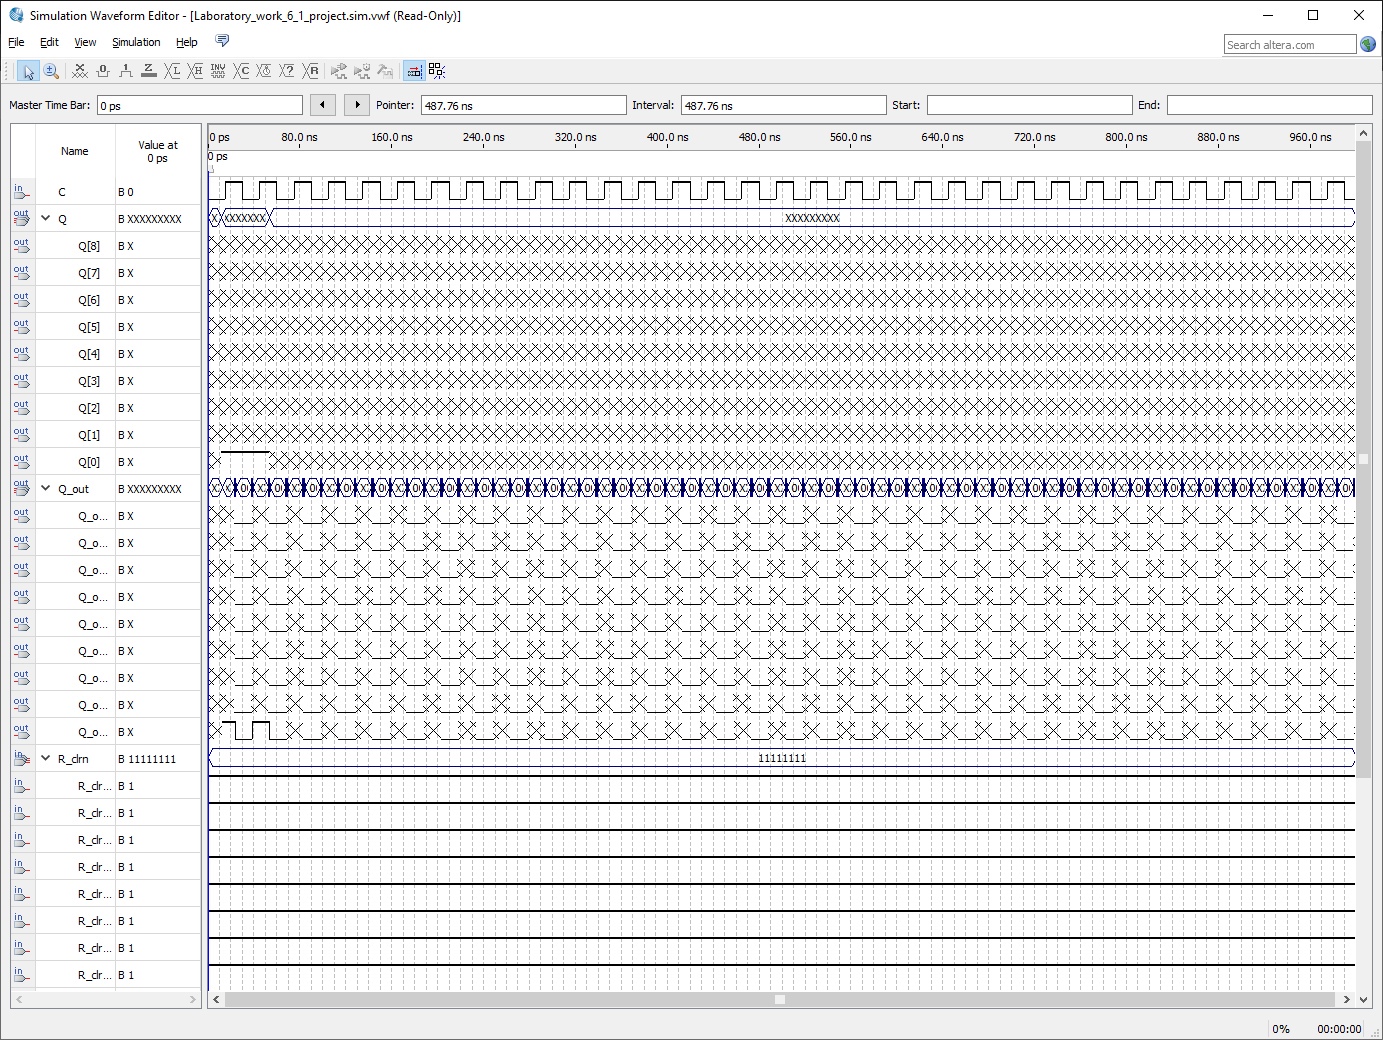 Simulation Waveform Editor - [Laboratory_work_6_1_project.sim.vwf (Read-Only)]
File Edit View Simulation Help
Search altera.com
Master Time Bar: 0 ps Pointer: 487.76 ns Interval: 487.76 ns Start: End:
Name Value at 0 ps
0 ps 80.0 ns 160.0 ns 240.0 ns 320.0 ns 400.0 ns 480.0 ns 560.0 ns 640.0 ns 720.0 ns 800.0 ns 880.0 ns 960.0 ns
0 ps
in C B 0
out Q B XXXXXXXXX XXXXXXXXX
out Q[8] B X
out Q[7] B X
out Q[6] B X
out Q[5] B X
out Q[4] B X
out Q[3] B X
out Q[2] B X
out Q[1] B X
out Q[0] B X
out Q_out B XXXXXXXXX
out Q_o... B X
out Q_o... B X
out Q_o... B X
out Q_o... B X
out Q_o... B X
out Q_o... B X
out Q_o... B X
out Q_o... B X
out Q_o... B X
in R_clrn B 11111111 11111111
in R_clr... B 1
in R_clr... B 1
in R_clr... B 1
in R_clr... B 1
in R_clr... B 1
in R_clr... B 1
in R_clr... B 1
in R_clr... B 1
0% 00:00:00